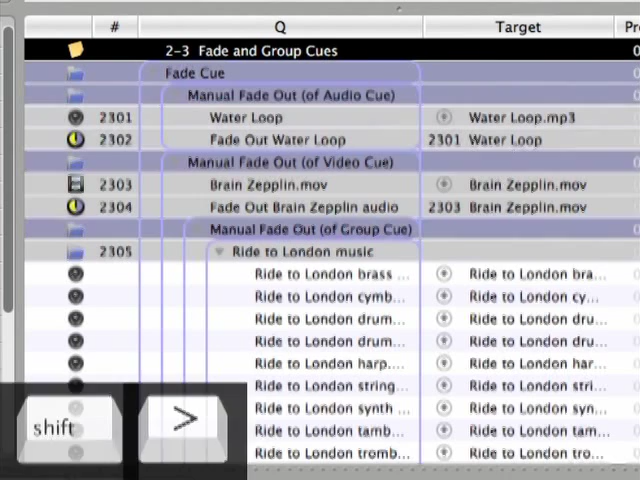 # Q Target Pr
2-3 Fade and Group Cues
Fade Cue
Manual Fade Out (of Audio Cue)
2301 Water Loop Water Loop.mp3
2302 Fade Out Water Loop 2301 Water Loop
Manual Fade Out (of Video Cue)
2303 Brain Zepplin.mov Brain Zepplin.mov
2304 Fade Out Brain Zepplin audio 2303 Brain Zepplin.mov
Manual Fade Out (of Group Cue)
2305 Ride to London music
Ride to London brass ... Ride to London bra...
Ride to London cymb... Ride to London cy...
Ride to London drum... Ride to London dru...
Ride to London drum... Ride to London dru...
Ride to London harp.... Ride to London har...
Ride to London string... Ride to London stri...
Ride to London synth ... Ride to London syn...
Ride to London tamb... Ride to London tam...
Ride to London tromb... Ride to London tro...
shift >